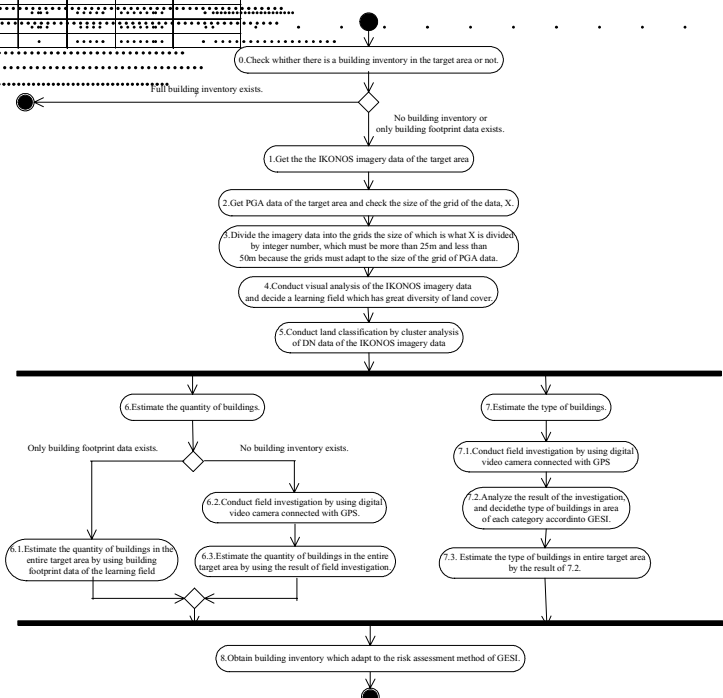 0.Check whither there is a building inventory in the target area or not.
Full building inventory exists.
No building inventory or
only building footprint data exists.
1.Get the the IKONOS imagery data of the target area
2.Get PGA data of the target area and check the size of the grid of the data, X.
3.Divide the imagery data into the grids the size of which is what X is divided
by integer number, which must be more than 25m and less than
50m because the grids must adapt to the size of the grid of PGA data.
4.Conduct visual analysis of the IKONOS imagery data
and decide a learning field which has great diversity of land cover.
5.Conduct land classification by cluster analysis
of DN data of the IKONOS imagery data
6.Estimate the quantity of buildings.
Only building footprint data exists.
No building inventory exists.
6.2.Conduct field investigation by using digital
video camera connected with GPS.
6.1.Estimate the quantity of buildings in the
entire target area by using building
footprint data of the learning field
6.3.Estimate the quantity of buildings in the entire
target area by using the result of field investigation.
7.Estimate the type of buildings.
7.1.Conduct field investigation by using digital
video camera connected with GPS
7.2.Analyze the result of the investigation,
and decidethe type of buildings in area
of each category accordinto GESI.
7.3. Estimate the type of buildings in entire target area
by the result of 7.2.
8.Obtain building inventory which adapt to the risk assessment method of GESI.